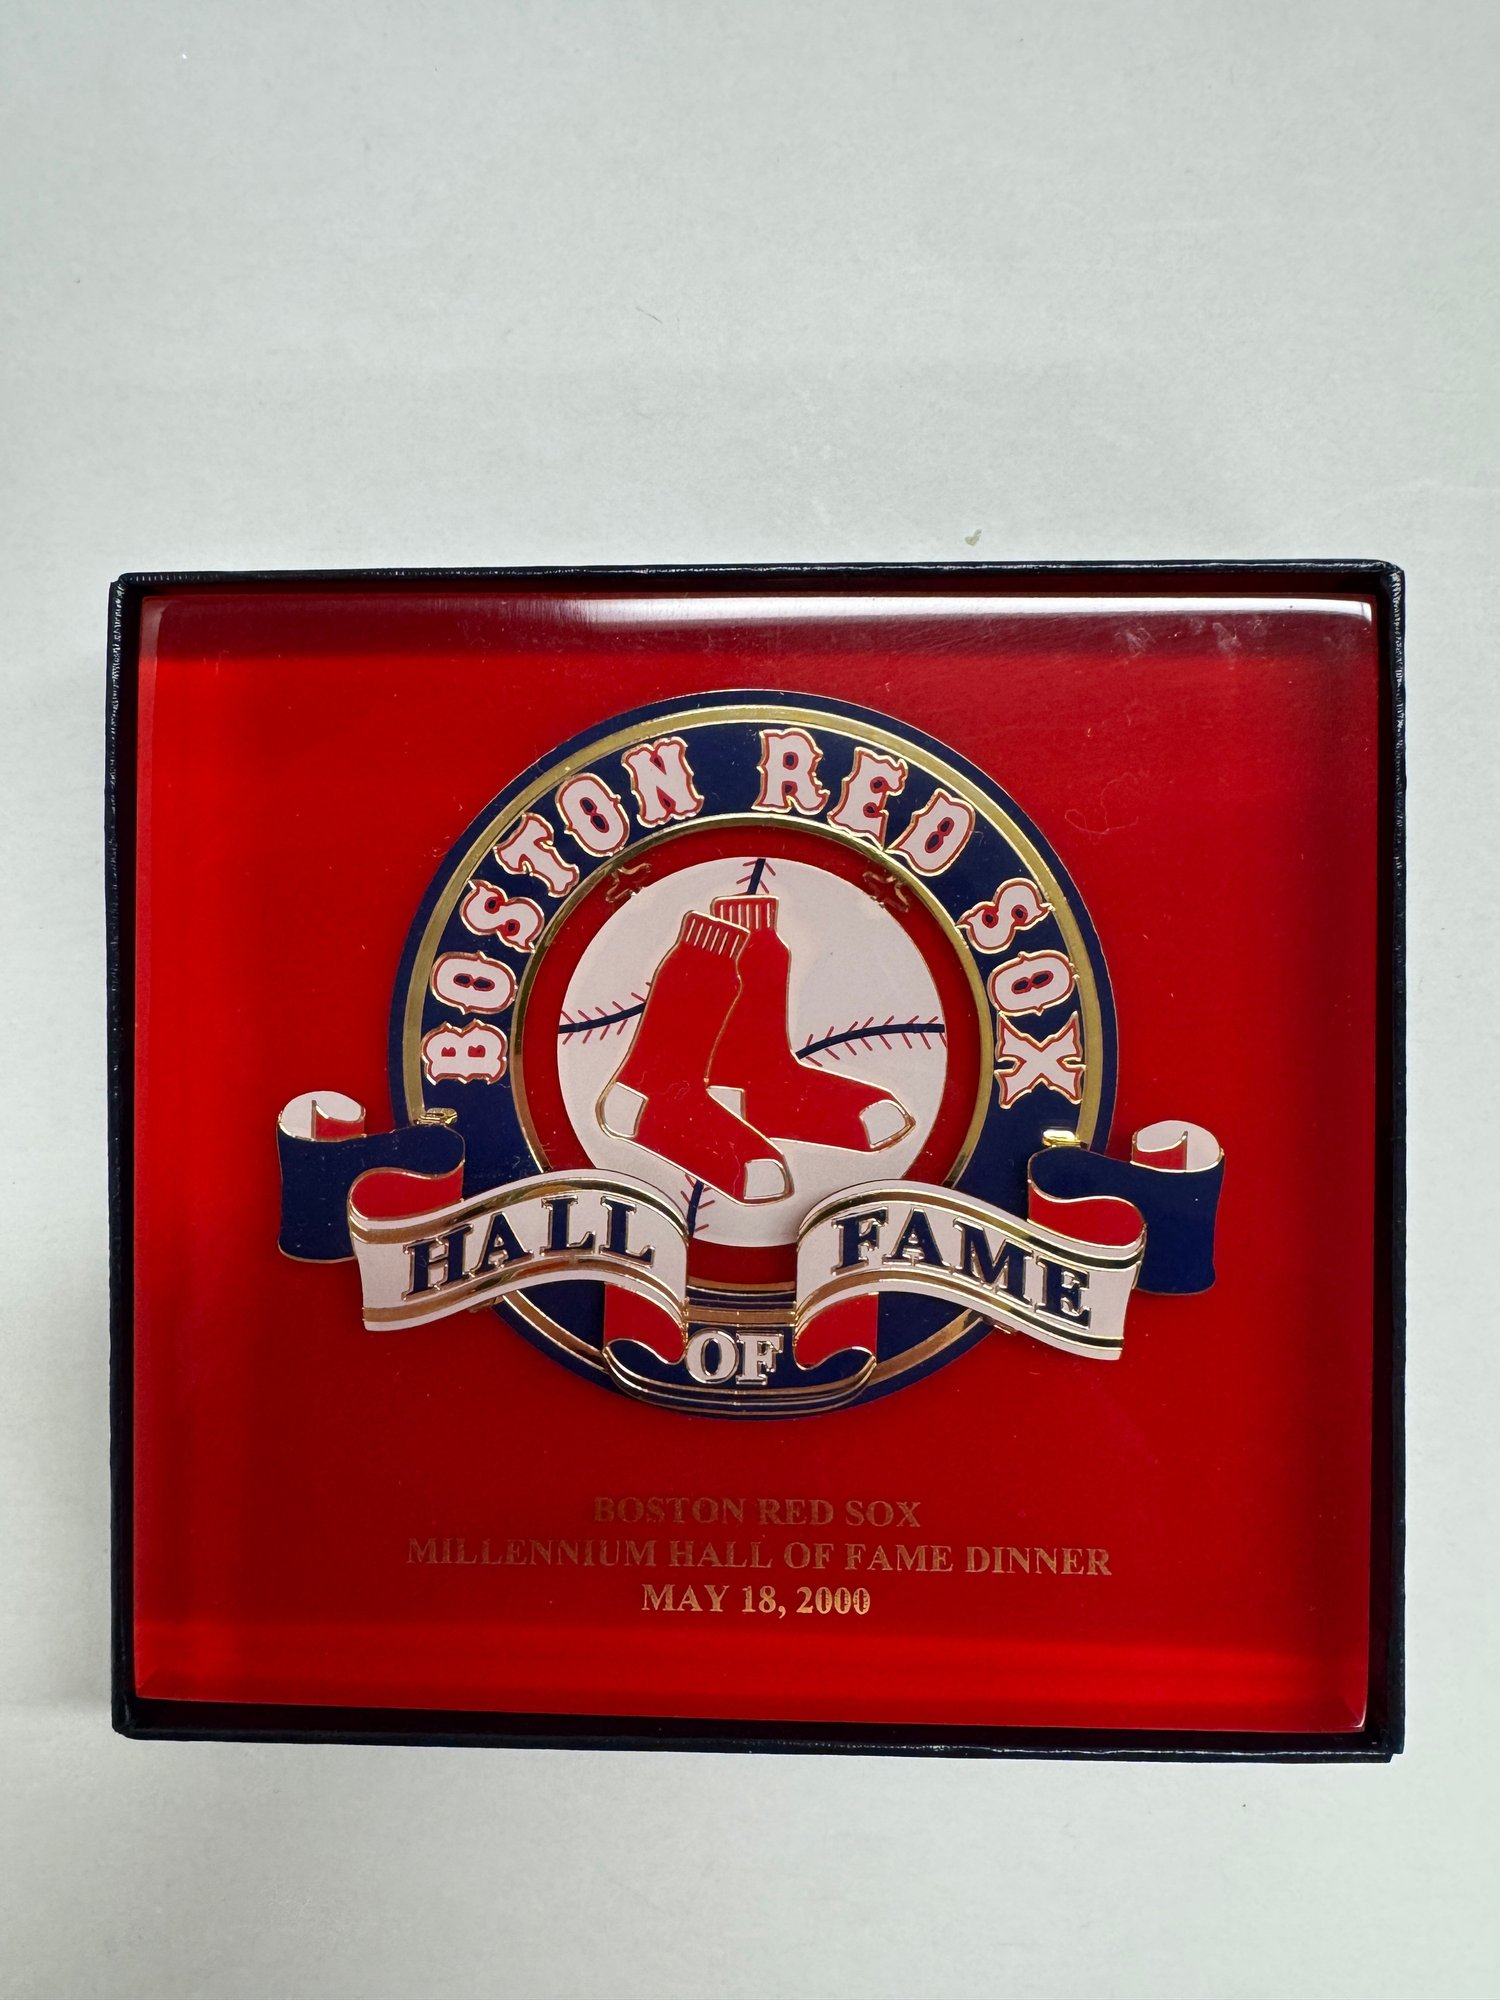 BOSTON RED SOX
HALL OF FAME
BOSTON RED SOX
MILLENNIUM HALL OF FAME DINNER
MAY 18, 2000